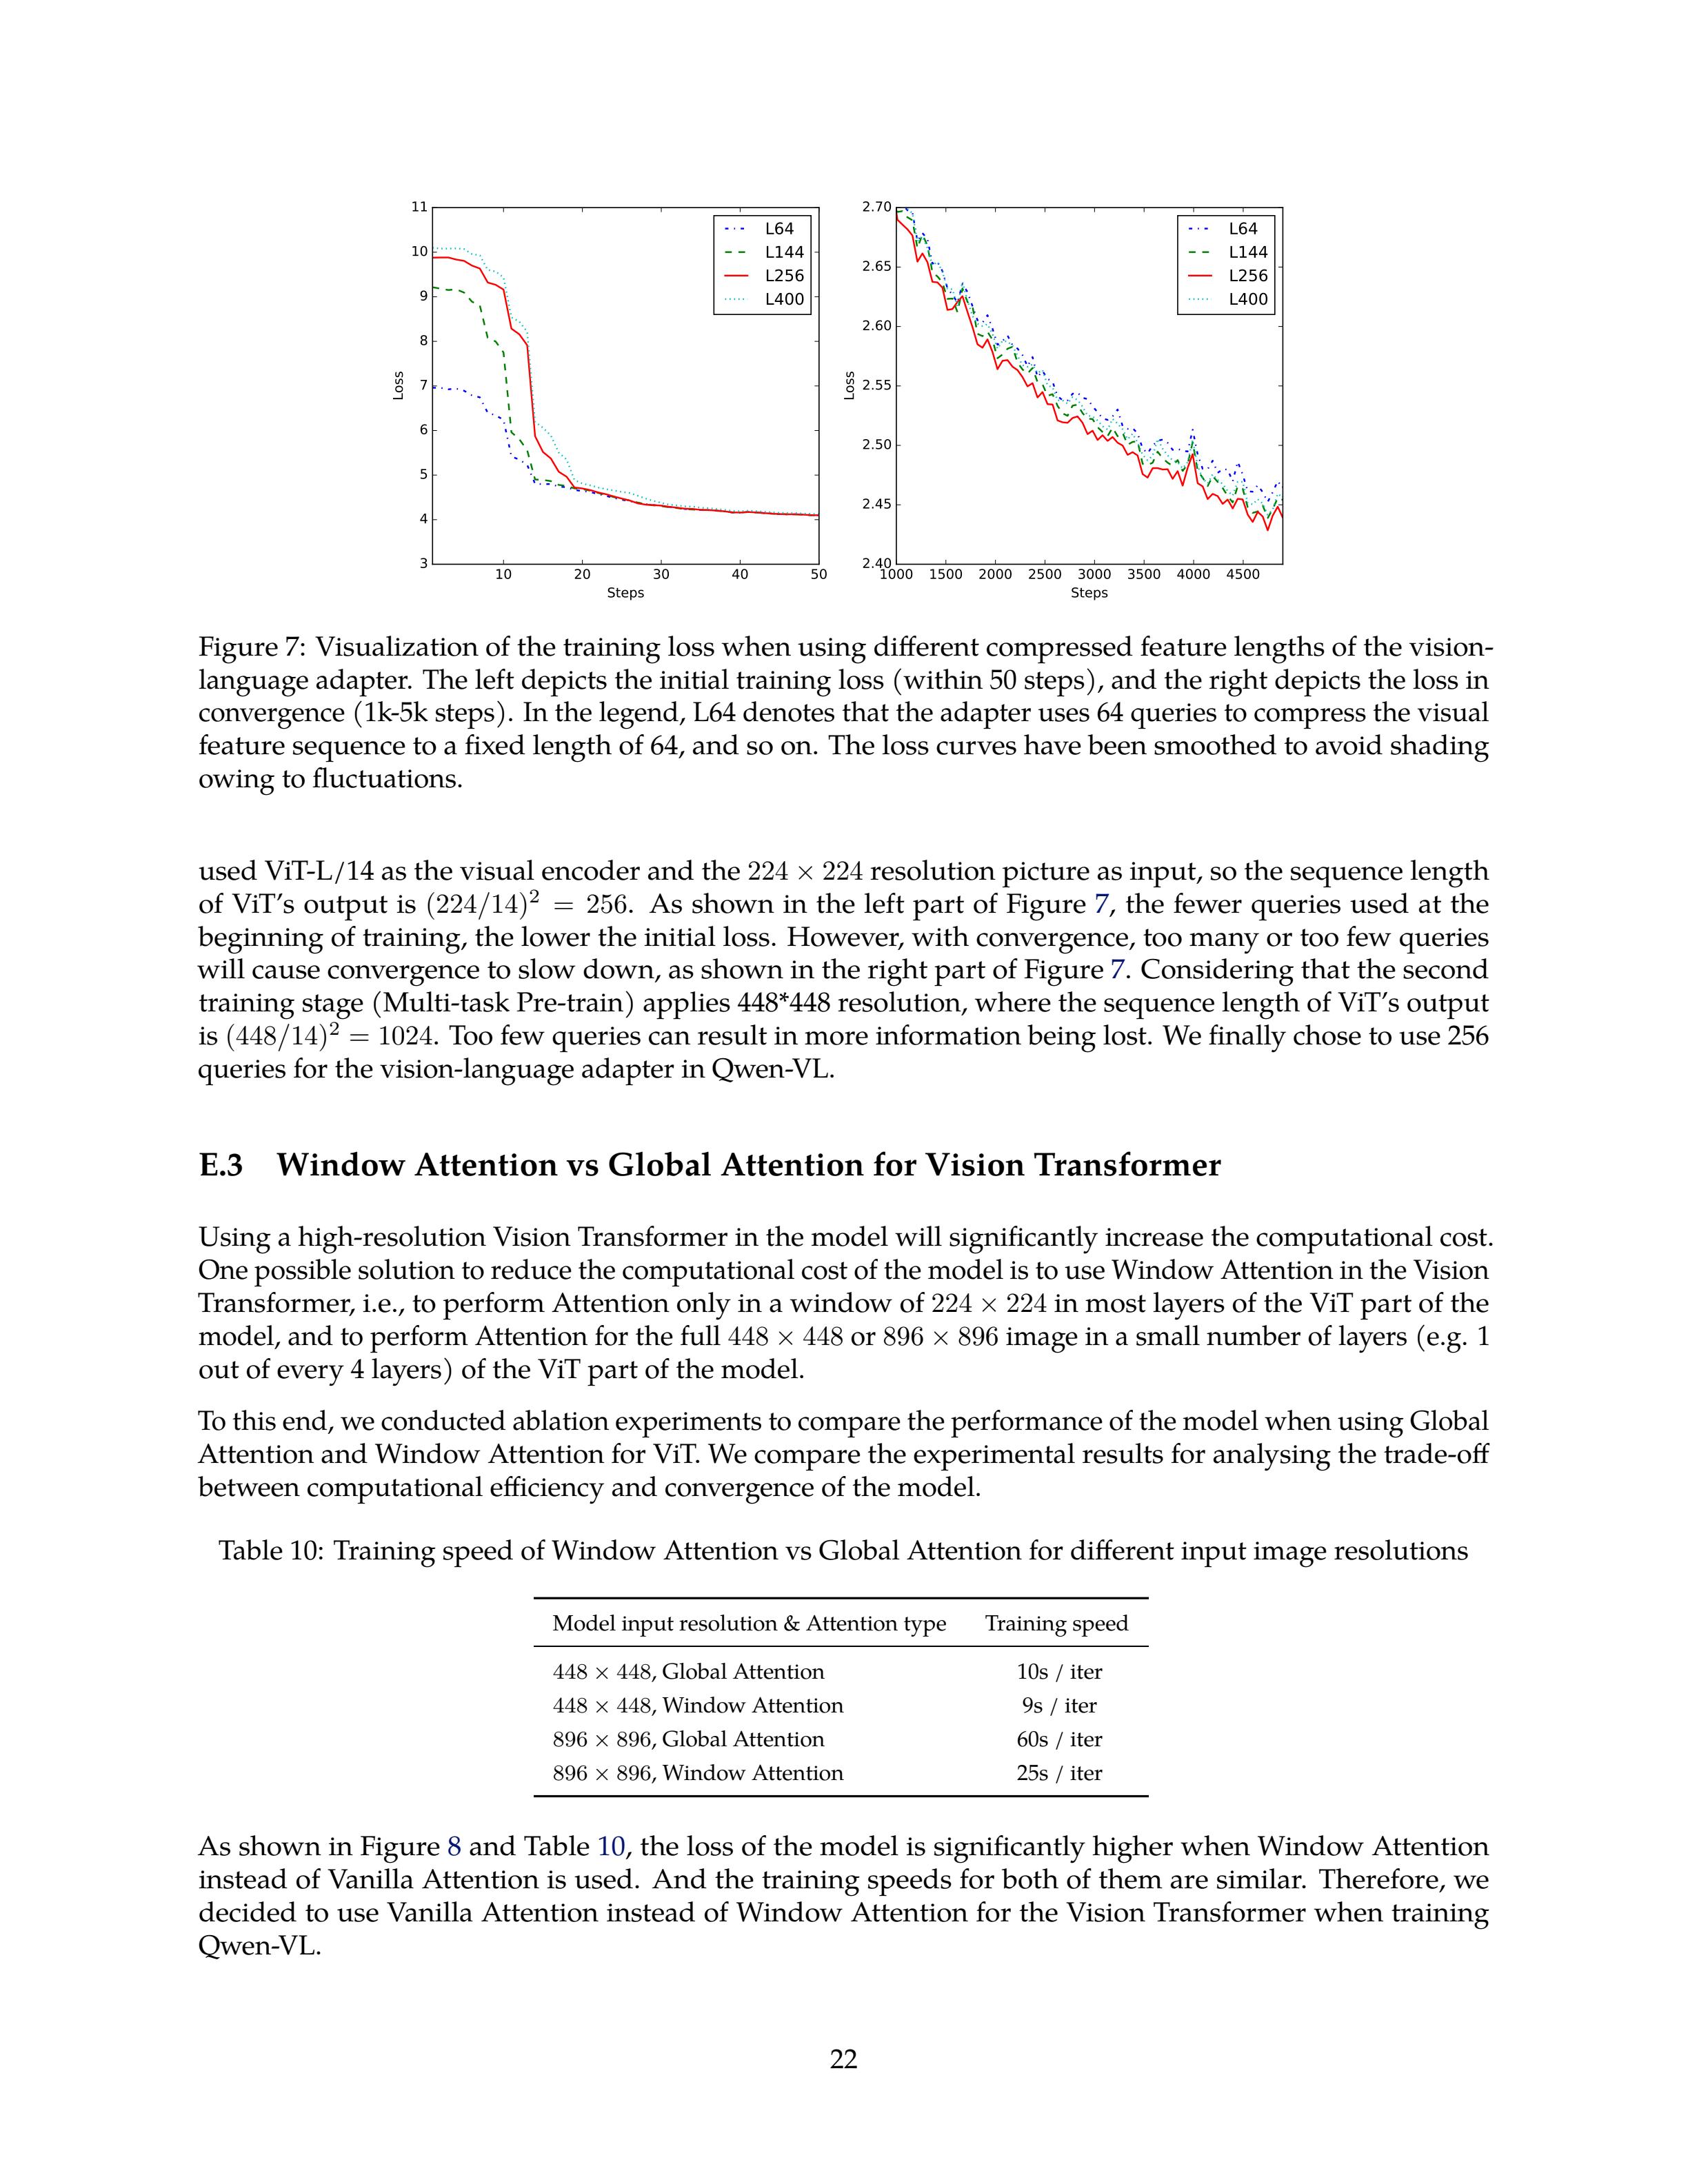 11
10
9
8
7
6
5
4
3
Loss
10 20 30 40 50
Steps
L64
L144
L256
L400
2.70
2.65
2.60
2.55
2.50
2.45
2.40
Loss
1000 1500 2000 2500 3000 3500 4000 4500
Steps
L64
L144
L256
L400
Figure 7: Visualization of the training loss when using different compressed feature lengths of the vision-
language adapter. The left depicts the initial training loss (within 50 steps), and the right depicts the loss in
convergence (1k-5k steps). In the legend, L64 denotes that the adapter uses 64 queries to compress the visual
feature sequence to a fixed length of 64, and so on. The loss curves have been smoothed to avoid shading
owing to fluctuations.
used ViT-L/14 as the visual encoder and the 224 × 224 resolution picture as input, so the sequence length
of ViT's output is (224/14)² = 256. As shown in the left part of Figure 7, the fewer queries used at the
beginning of training, the lower the initial loss. However, with convergence, too many or too few queries
will cause convergence to slow down, as shown in the right part of Figure 7. Considering that the second
training stage (Multi-task Pre-train) applies 448*448 resolution, where the sequence length of ViT's output
is (448/14)² = 1024. Too few queries can result in more information being lost. We finally chose to use 256
queries for the vision-language adapter in Qwen-VL.
E.3 Window Attention vs Global Attention for Vision Transformer
Using a high-resolution Vision Transformer in the model will significantly increase the computational cost.
One possible solution to reduce the computational cost of the model is to use Window Attention in the Vision
Transformer, i.e., to perform Attention only in a window of 224 × 224 in most layers of the ViT part of the
model, and to perform Attention for the full 448 × 448 or 896 × 896 image in a small number of layers (e.g. 1
out of every 4 layers) of the ViT part of the model.
To this end, we conducted ablation experiments to compare the performance of the model when using Global
Attention and Window Attention for ViT. We compare the experimental results for analysing the trade-off
between computational efficiency and convergence of the model.
Table 10: Training speed of Window Attention vs Global Attention for different input image resolutions
Model input resolution & Attention type Training speed
448 × 448, Global Attention 10s / iter
448 × 448, Window Attention 9s / iter
896 × 896, Global Attention 60s / iter
896 × 896, Window Attention 25s / iter
As shown in Figure 8 and Table 10, the loss of the model is significantly higher when Window Attention
instead of Vanilla Attention is used. And the training speeds for both of them are similar. Therefore, we
decided to use Vanilla Attention instead of Window Attention for the Vision Transformer when training
Qwen-VL.
22